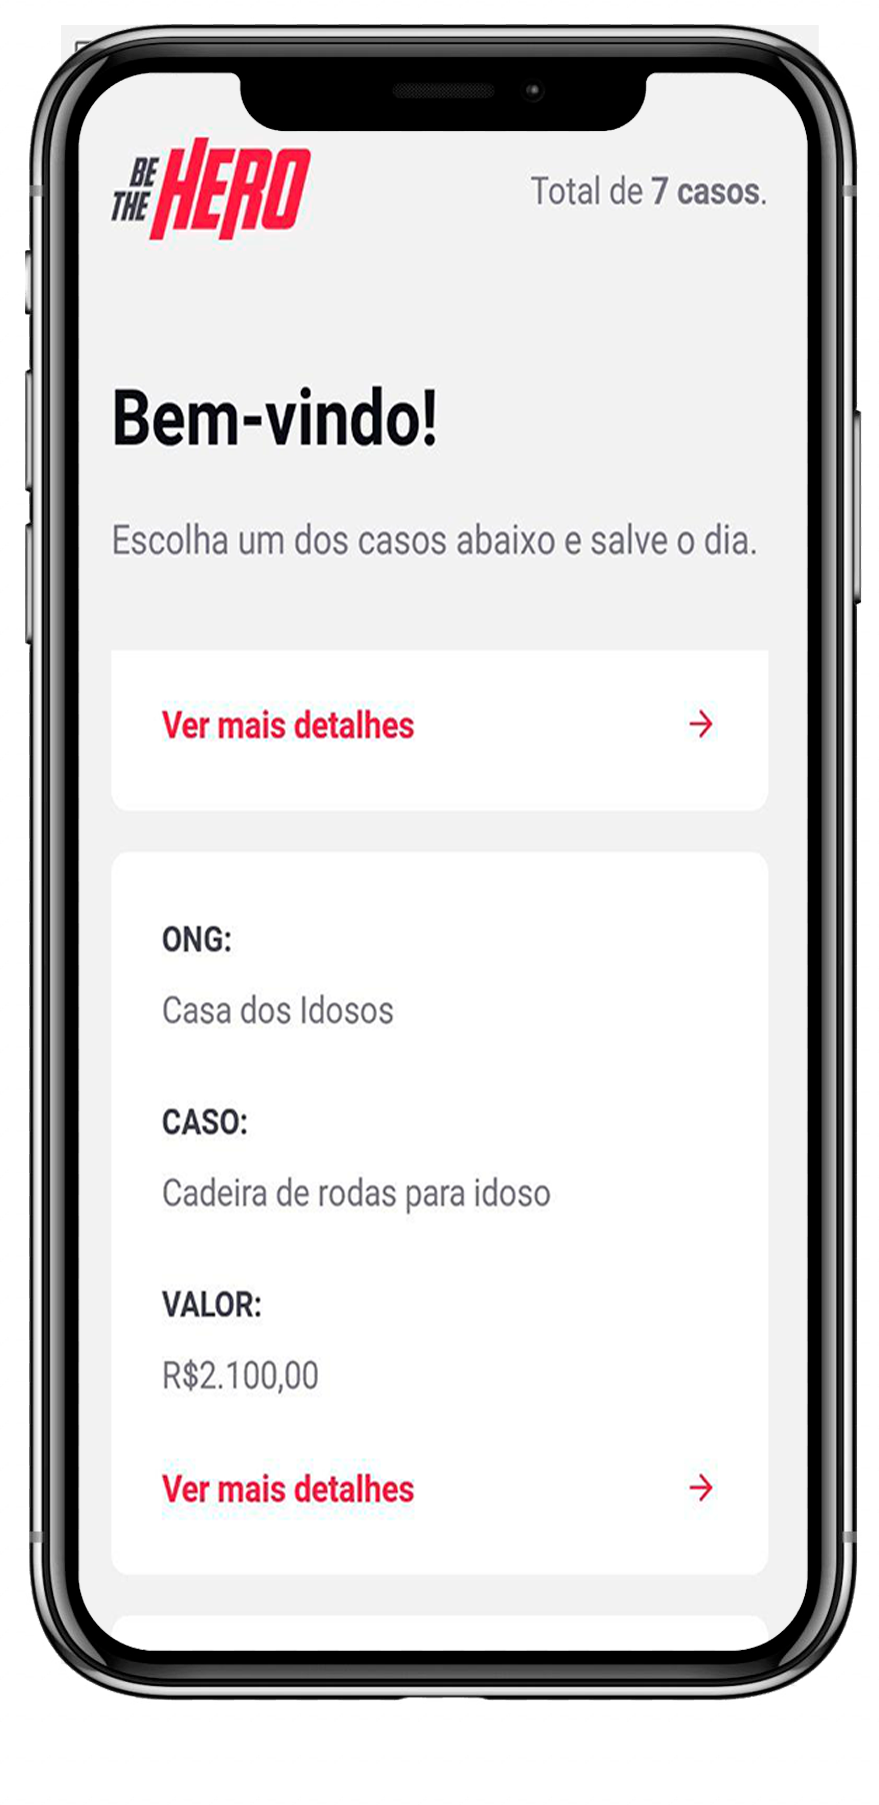 BE
THE HERO
Total de 7 casos.
Bem-vindo!
Escolha um dos casos abaixo e salve o dia.
Ver mais detalhes
ONG:
Casa dos Idosos
CASO:
Cadeira de rodas para idoso
VALOR:
R$2.100,00
Ver mais detalhes